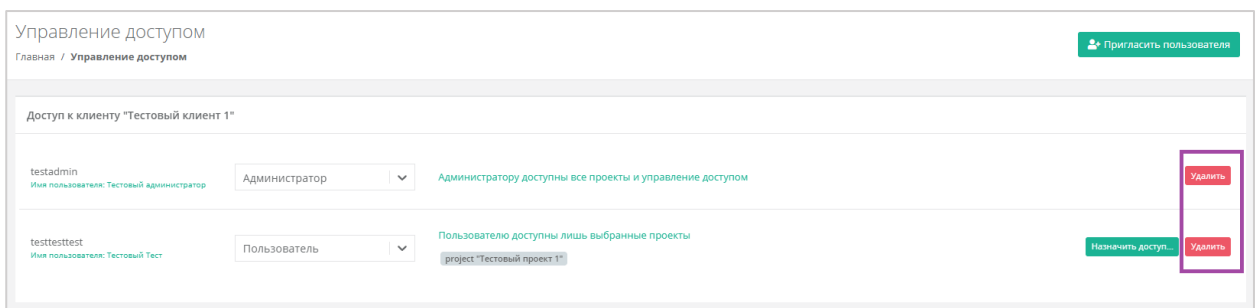 Управление доступом
Главная / Управление доступом
Пригласить пользователя
Доступ к клиенту "Тестовый клиент 1"
testadmin
Имя пользователя: Тестовый администратор
Администратор
Администратору доступны все проекты и управление доступом
Удалить
testtesttest
Имя пользователя: Тестовый Тест
Пользователь
Пользователю доступны лишь выбранные проекты
project "Тестовый проект 1"
Назначить доступ...
Удалить